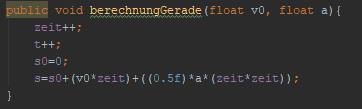 public void berechnungGerade(float v0, float a){
zeit++;
t++;
s0=0;
s=s0+(v0*zeit)+((0.5f)*a*(zeit*zeit));
}